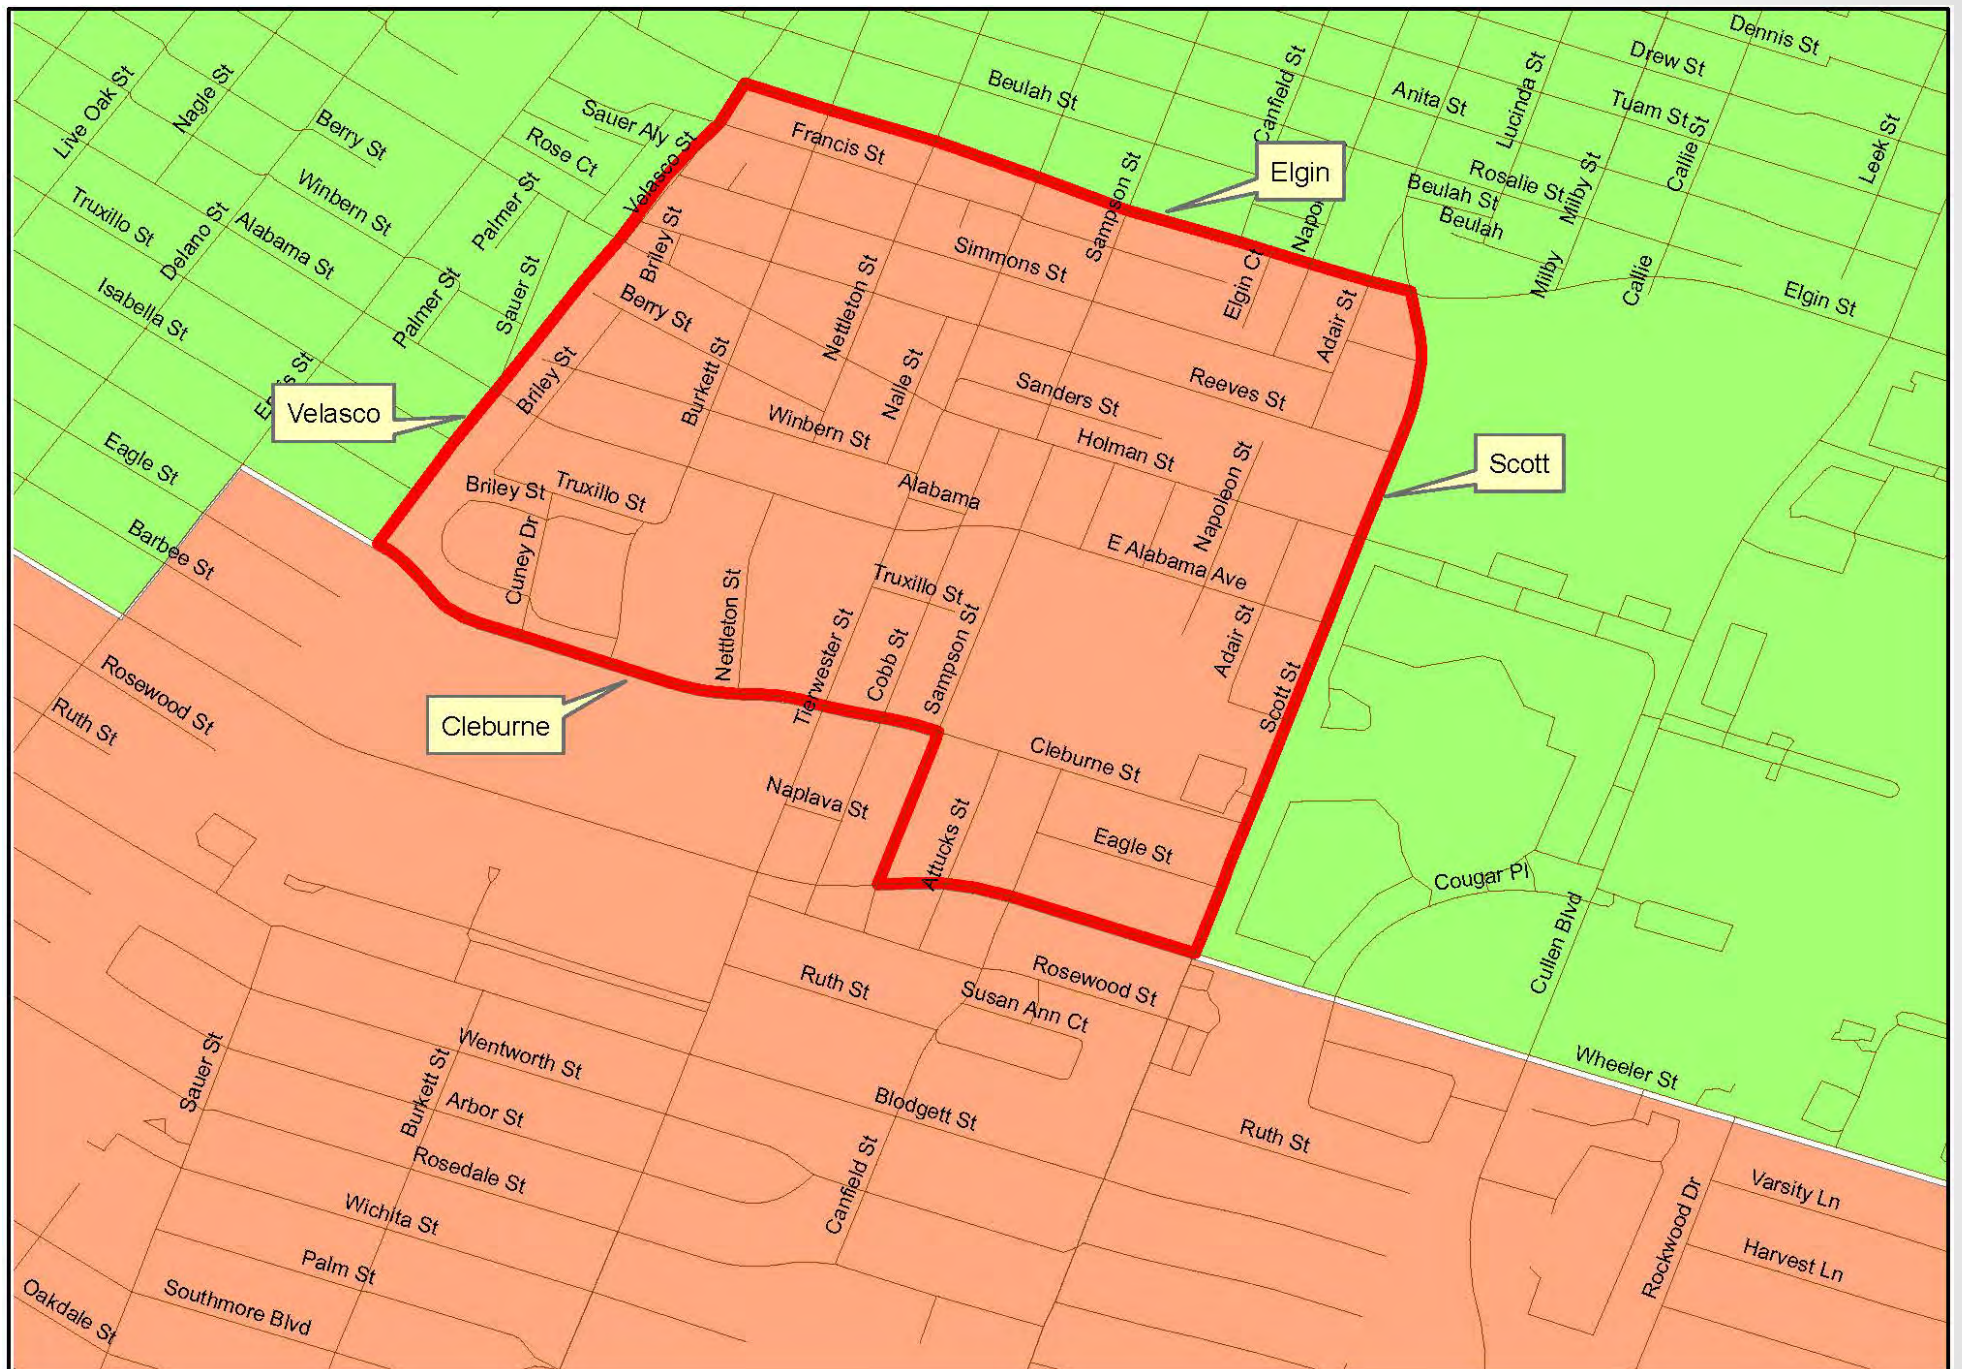 Dennis St
Drew St
Beulah St
Canfield St
Anita St
Lucinda St
Tuam St
Callie St
Leek St
Live Oak St
Nagle St
Berry St
Sauer Aly
Rose Ct
Velasco St
Francis St
Sampson St
Elgin
Rosalie St
Beulah St
Beulah
Milby St
Truxillo St
Winbern St
Palmer St
Delano St
Alabama St
Briley St
Simmons St
Elgin Ct
Milby
Callie
Elgin St
Isabella St
Palmer St
Sauer St
Berry St
Nettleton St
Adair St
Velasco
Briley St
Burkett St
Nalle St
Sanders St
Reeves St
Winbern St
Holman St
Napoleon St
Scott
Eagle St
Briley St
Truxillo St
Alabama
Barbee St
Cuney Dr
E Alabama Ave
Nettleton St
Truxillo St
Tierwester St
Cobb St
Sampson St
Adair St
Scott St
Rosewood St
Ruth St
Cleburne
Cleburne St
Naplava St
Attucks St
Eagle St
Cougar Pl
Cullen Blvd
Ruth St
Rosewood St
Susan Ann Ct
Sauer St
Burkett St
Wentworth St
Arbor St
Blodgett St
Wheeler St
Ruth St
Rosedale St
Wichita St
Canfield St
Rockwood Dr
Varsity Ln
Harvest Ln
Palm St
Southmore Blvd
Oakdale St